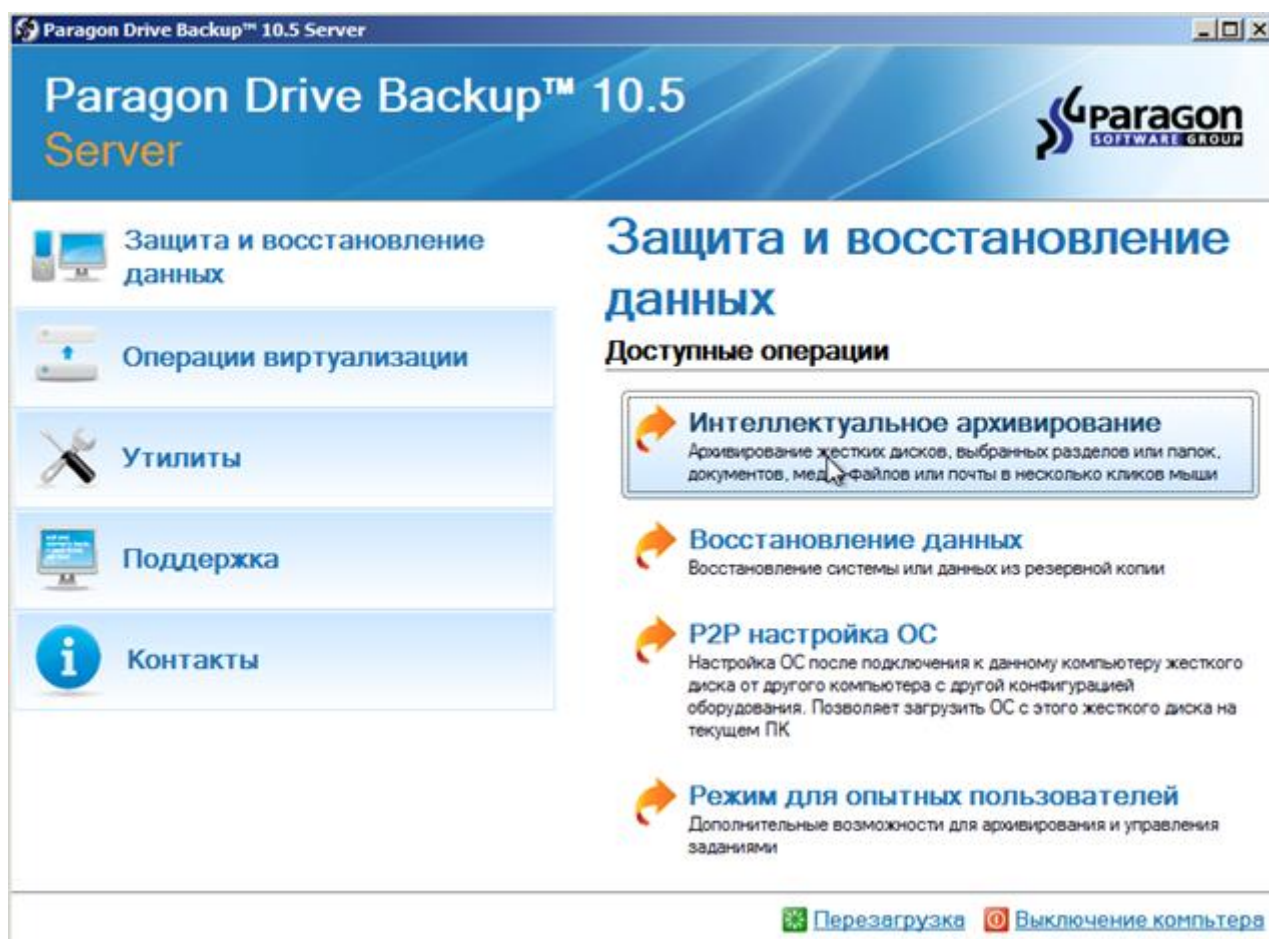 Paragon Drive Backup™ 10.5 Server
Paragon Drive Backup™ 10.5
Server
Paragon
SOFTWARE GROUP
Защита и восстановление
данных
Операции виртуализации
Утилиты
Поддержка
Контакты
Защита и восстановление
данных
Доступные операции
Интеллектуальное архивирование
Архивирование жестких дисков, выбранных разделов или папок,
документов, медиа-файлов или почты в несколько кликов мыши
Восстановление данных
Восстановление системы или данных из резервной копии
P2P настройка ОС
Настройка ОС после подключения к данному компьютеру жесткого
диска от другого компьютера с другой конфигурацией
оборудования. Позволяет загрузить ОС с этого жесткого диска на
текущем ПК
Режим для опытных пользователей
Дополнительные возможности для архивирования и управления
заданиями
Перезагрузка
Выключение компьтера